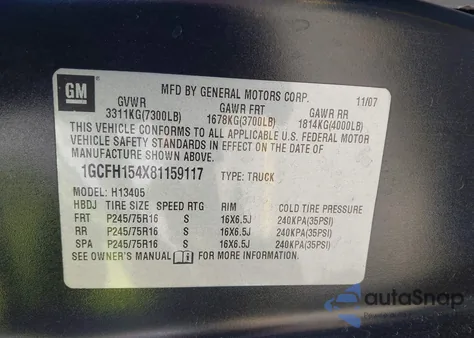 GM
MFD BY GENERAL MOTORS CORP. 11/07
GVWR GAWR FRT GAWR RR
3311KG(7300LB) 1678KG(3700LB) 1814KG(4000LB)
THIS VEHICLE CONFORMS TO ALL APPLICABLE U.S. FEDERAL MOTOR
VEHICLE SAFETY STANDARDS IN EFFECT ON THE DATE OF
MANUFACTURE SHOWN ABOVE.
1GCFH154X81159117 TYPE: TRUCK
MODEL: H13405
HBDJ TIRE SIZE SPEED RTG RIM COLD TIRE PRESSURE
FRT P245/75R16 S 16X6.5J 240KPA(35PSI)
RR P245/75R16 S 16X6.5J 240KPA(35PSI)
SPA P245/75R16 S 16X6.5J 240KPA(35PSI)
SEE OWNER'S MANUAL i FOR MORE INFORMATION.
autoSnap